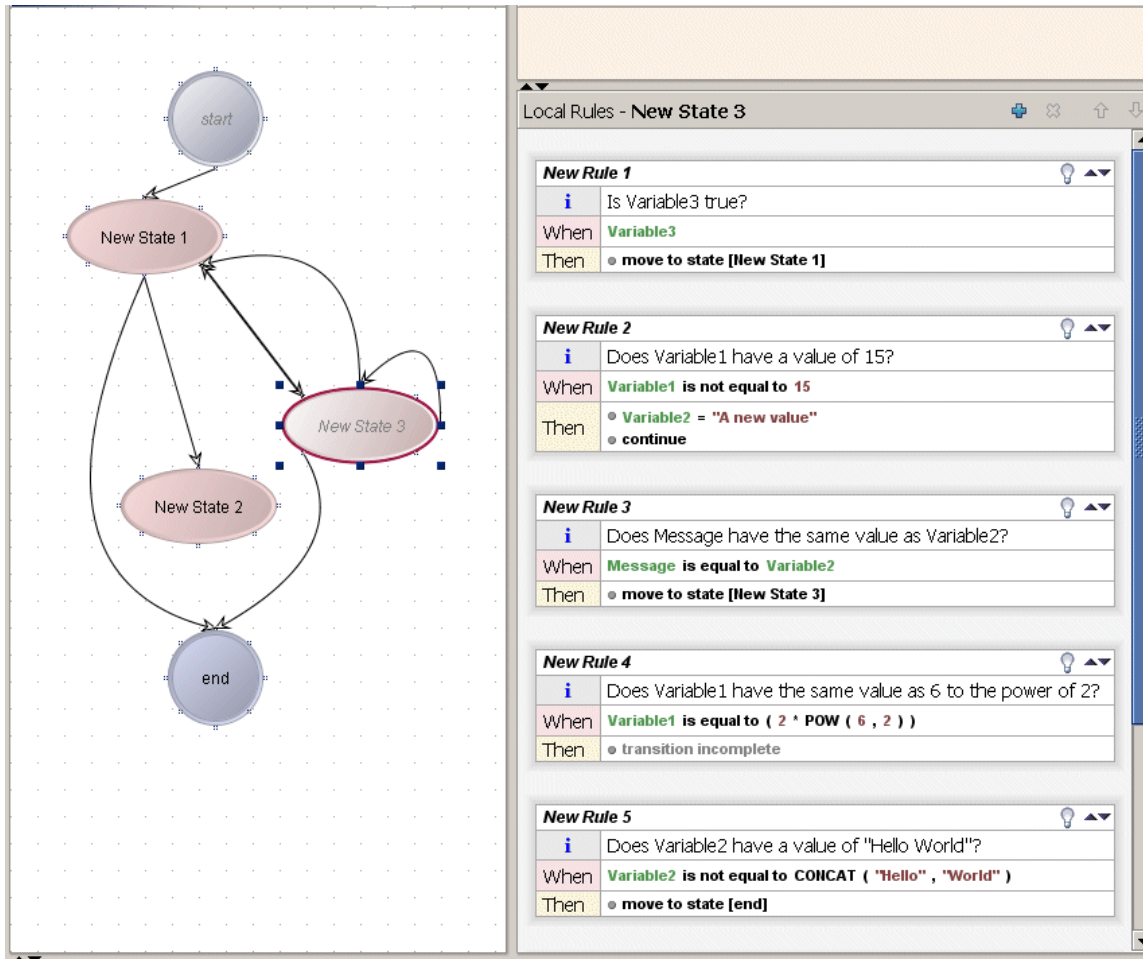 start
New State 1
New State 3
New State 2
end
Local Rules - New State 3
New Rule 1
i Is Variable3 true?
When Variable3
Then move to state [New State 1]
New Rule 2
i Does Variable1 have a value of 15?
When Variable1 is not equal to 15
Then Variable2 = "A new value"
continue
New Rule 3
i Does Message have the same value as Variable2?
When Message is equal to Variable2
Then move to state [New State 3]
New Rule 4
i Does Variable1 have the same value as 6 to the power of 2?
When Variable1 is equal to ( 2 * POW ( 6 , 2 ) )
Then transition incomplete
New Rule 5
i Does Variable2 have a value of "Hello World"?
When Variable2 is not equal to CONCAT ( "Hello" , "World" )
Then move to state [end]